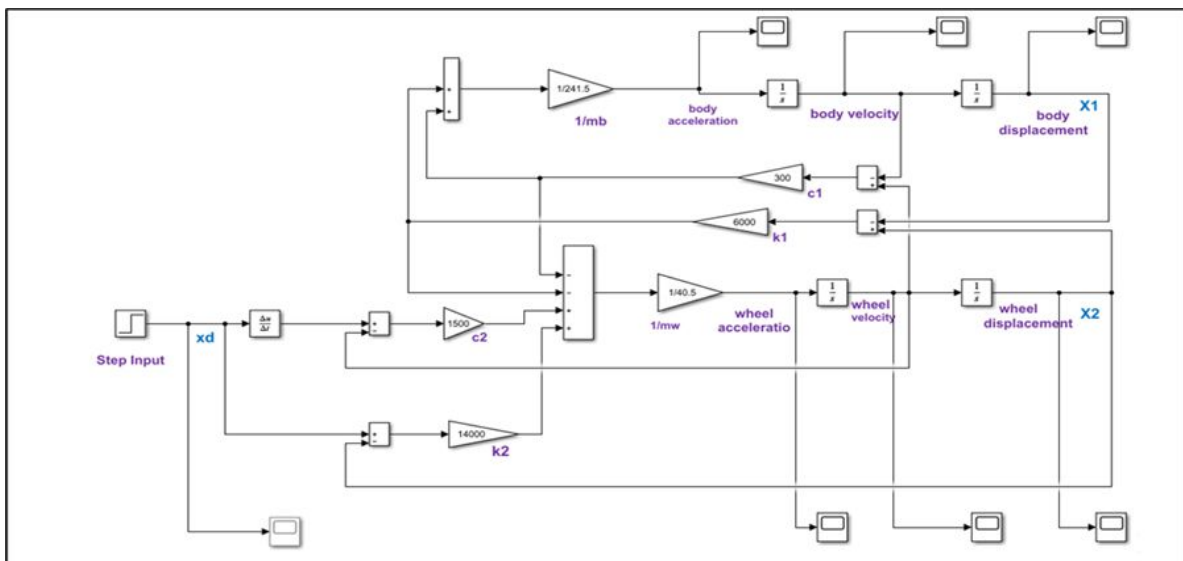 1/241.5
1/mb
body
acceleration
1
s
body velocity
1
s
X1
body
displacement
+
+
300
c1
−
+
6000
k1
−
+
−
−
+
+
1/40.5
1/mw
wheel
acceleratio
1
s
wheel
velocity
1
s
wheel
displacement
X2
Step Input
xd
Δu
Δt
+
−
1500
c2
+
−
14000
k2